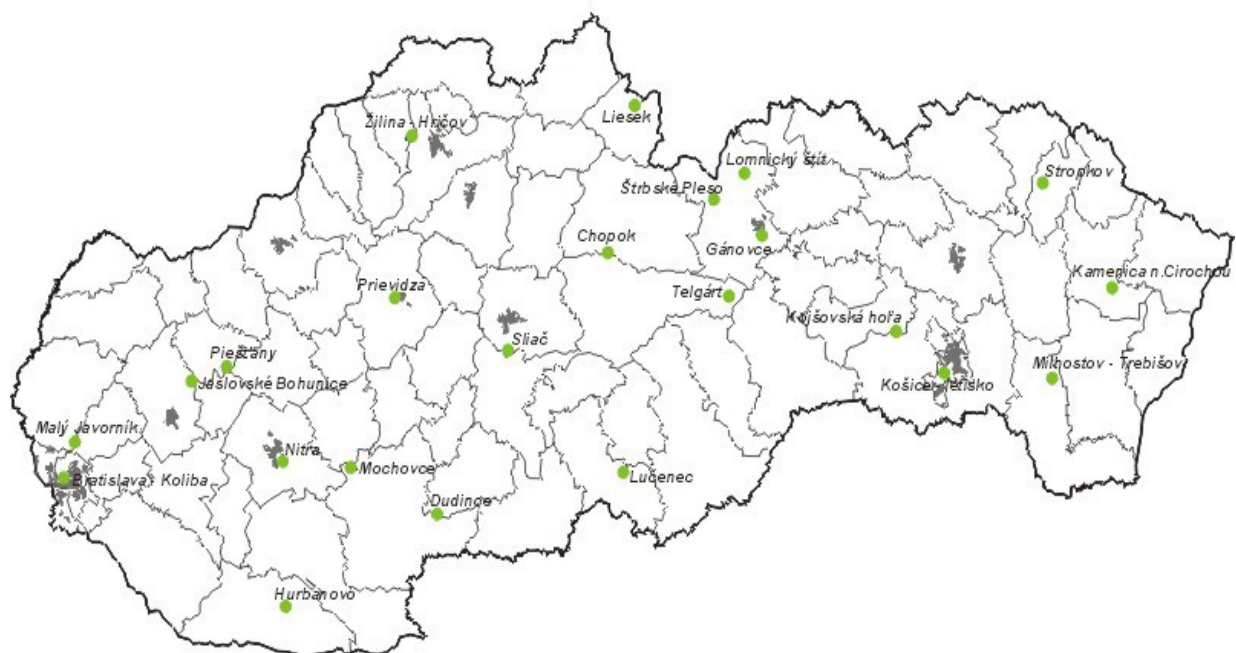 Liesek
Žilina - Hričov
Lomnický štít
Stropkov
Štrbské Pleso
Chopok
Gánovce
Kamenica n.Cirochou
Prievidza
Telgárt
Kojšovská hoľa
Sliač
Piešťany
Jaslovské Bohunice
Milhostov - Trebišov
Košice - letisko
Malý Javorník
Nitra
Mochovce
Lučenec
Bratislava - Koliba
Dudince
Hurbanovo